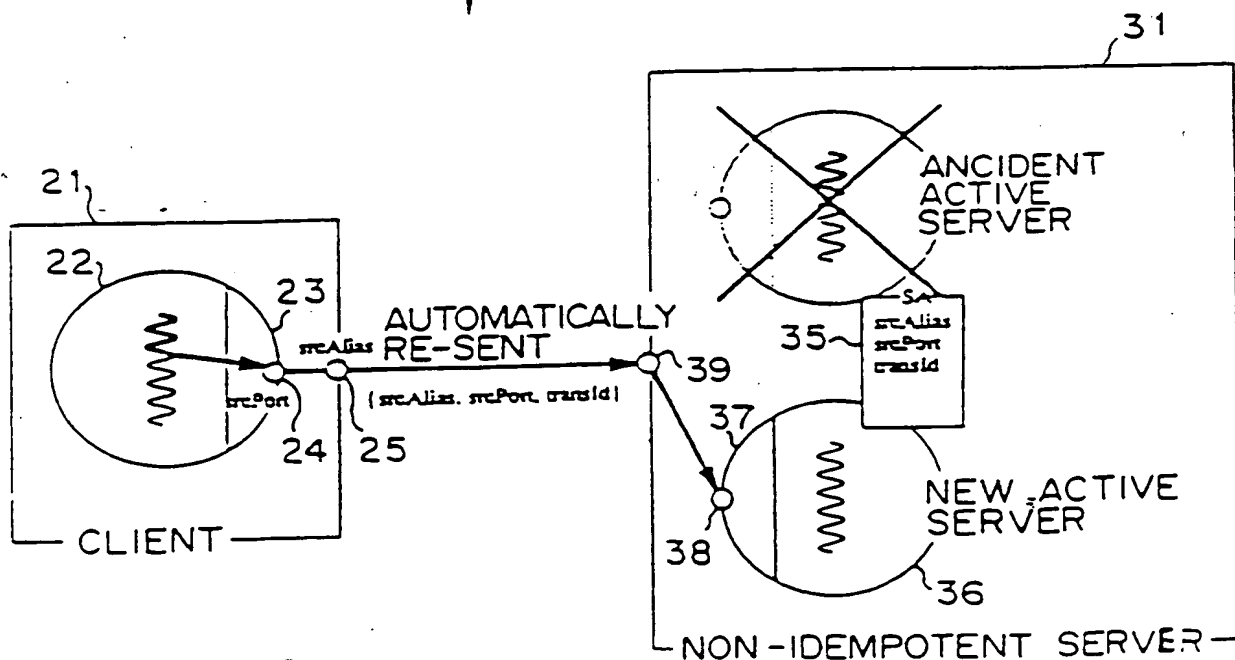 31
ANCIDENT
ACTIVE
SERVER
21
22
23
AUTOMATICALLY
RE-SENT
srcAlias
srcPort
24
25
{srcAlias, srcPort, transId}
39
SA
srcAlias
srcPort
transId
35
37
38
NEW ACTIVE
SERVER
36
CLIENT
NON-IDEMPOTENT SERVER